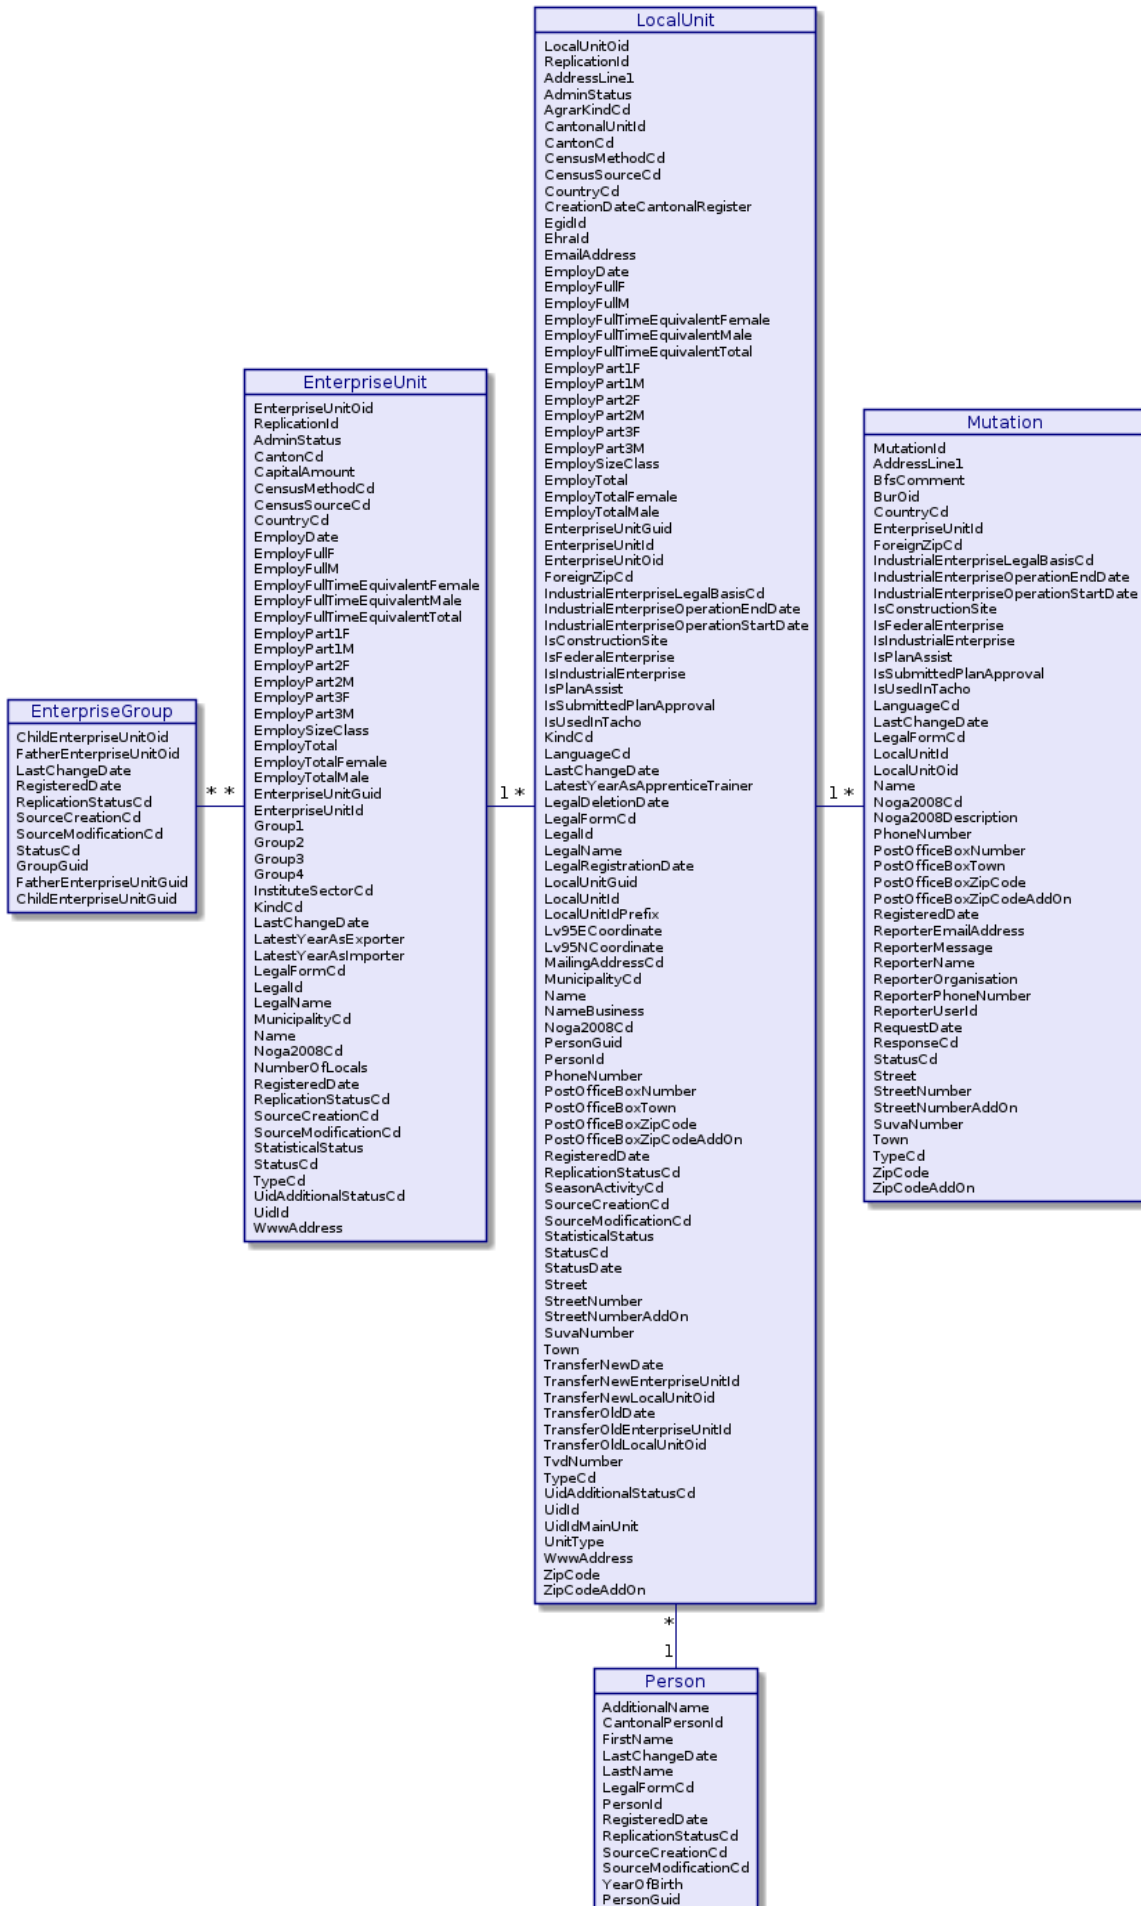 LocalUnit
LocalUnitOid
ReplicationId
AddressLine1
AdminStatus
AgrarKindCd
CantonalUnitId
CantonCd
CensusMethodCd
CensusSourceCd
CountryCd
CreationDateCantonalRegister
EgidId
EhraId
EmailAddress
EmployDate
EmployFullF
EmployFullM
EmployFullTimeEquivalentFemale
EmployFullTimeEquivalentMale
EmployFullTimeEquivalentTotal
EmployPart1F
EmployPart1M
EmployPart2F
EmployPart2M
EmployPart3F
EmployPart3M
EmploySizeClass
EmployTotal
EmployTotalFemale
EmployTotalMale
EnterpriseUnitGuid
EnterpriseUnitId
EnterpriseUnitOid
ForeignZipCd
IndustrialEnterpriseLegalBasisCd
IndustrialEnterpriseOperationEndDate
IndustrialEnterpriseOperationStartDate
IsConstructionSite
IsFederalEnterprise
IsIndustrialEnterprise
IsPlanAssist
IsSubmittedPlanApproval
IsUsedInTacho
KindCd
LanguageCd
LastChangeDate
LatestYearAsApprenticeTrainer
LegalDeletionDate
LegalFormCd
LegalId
LegalName
LegalRegistrationDate
LocalUnitGuid
LocalUnitId
LocalUnitIdPrefix
Lv95ECoordinate
Lv95NCoordinate
MailingAddressCd
MunicipalityCd
Name
NameBusiness
Noga2008Cd
PersonGuid
PersonId
PhoneNumber
PostOfficeBoxNumber
PostOfficeBoxTown
PostOfficeBoxZipCode
PostOfficeBoxZipCodeAddOn
RegisteredDate
ReplicationStatusCd
SeasonActivityCd
SourceCreationCd
SourceModificationCd
StatisticalStatus
StatusCd
StatusDate
Street
StreetNumber
StreetNumberAddOn
SuvaNumber
Town
TransferNewDate
TransferNewEnterpriseUnitId
TransferNewLocalUnitOid
TransferOldDate
TransferOldEnterpriseUnitId
TransferOldLocalUnitOid
TvdNumber
TypeCd
UidAdditionalStatusCd
UidId
UidIdMainUnit
UnitType
WwwAddress
ZipCode
ZipCodeAddOn
EnterpriseUnit
EnterpriseUnitOid
ReplicationId
AdminStatus
CantonCd
CapitalAmount
CensusMethodCd
CensusSourceCd
CountryCd
EmployDate
EmployFullF
EmployFullM
EmployFullTimeEquivalentFemale
EmployFullTimeEquivalentMale
EmployFullTimeEquivalentTotal
EmployPart1F
EmployPart1M
EmployPart2F
EmployPart2M
EmployPart3F
EmployPart3M
EmploySizeClass
EmployTotal
EmployTotalFemale
EmployTotalMale
EnterpriseUnitGuid
EnterpriseUnitId
Group1
Group2
Group3
Group4
InstituteSectorCd
KindCd
LastChangeDate
LatestYearAsExporter
LatestYearAsImporter
LegalFormCd
LegalId
LegalName
MunicipalityCd
Name
Noga2008Cd
NumberOfLocals
RegisteredDate
ReplicationStatusCd
SourceCreationCd
SourceModificationCd
StatisticalStatus
StatusCd
TypeCd
UidAdditionalStatusCd
UidId
WwwAddress
Mutation
MutationId
AddressLine1
BfsComment
BurOid
CountryCd
EnterpriseUnitId
ForeignZipCd
IndustrialEnterpriseLegalBasisCd
IndustrialEnterpriseOperationEndDate
IndustrialEnterpriseOperationStartDate
IsConstructionSite
IsFederalEnterprise
IsIndustrialEnterprise
IsPlanAssist
IsSubmittedPlanApproval
IsUsedInTacho
LanguageCd
LastChangeDate
LegalFormCd
LocalUnitId
LocalUnitOid
Name
Noga2008Cd
Noga2008Description
PhoneNumber
PostOfficeBoxNumber
PostOfficeBoxTown
PostOfficeBoxZipCode
PostOfficeBoxZipCodeAddOn
RegisteredDate
ReporterEmailAddress
ReporterMessage
ReporterName
ReporterOrganisation
ReporterPhoneNumber
ReporterUserId
RequestDate
ResponseCd
StatusCd
Street
StreetNumber
StreetNumberAddOn
SuvaNumber
Town
TypeCd
ZipCode
ZipCodeAddOn
EnterpriseGroup
ChildEnterpriseUnitOid
FatherEnterpriseUnitOid
LastChangeDate
RegisteredDate
ReplicationStatusCd
SourceCreationCd
SourceModificationCd
StatusCd
GroupGuid
FatherEnterpriseUnitGuid
ChildEnterpriseUnitGuid
* *
1 *
1 *
*
1
Person
AdditionalName
CantonalPersonId
FirstName
LastChangeDate
LastName
LegalFormCd
PersonId
RegisteredDate
ReplicationStatusCd
SourceCreationCd
SourceModificationCd
YearOfBirth
PersonGuid